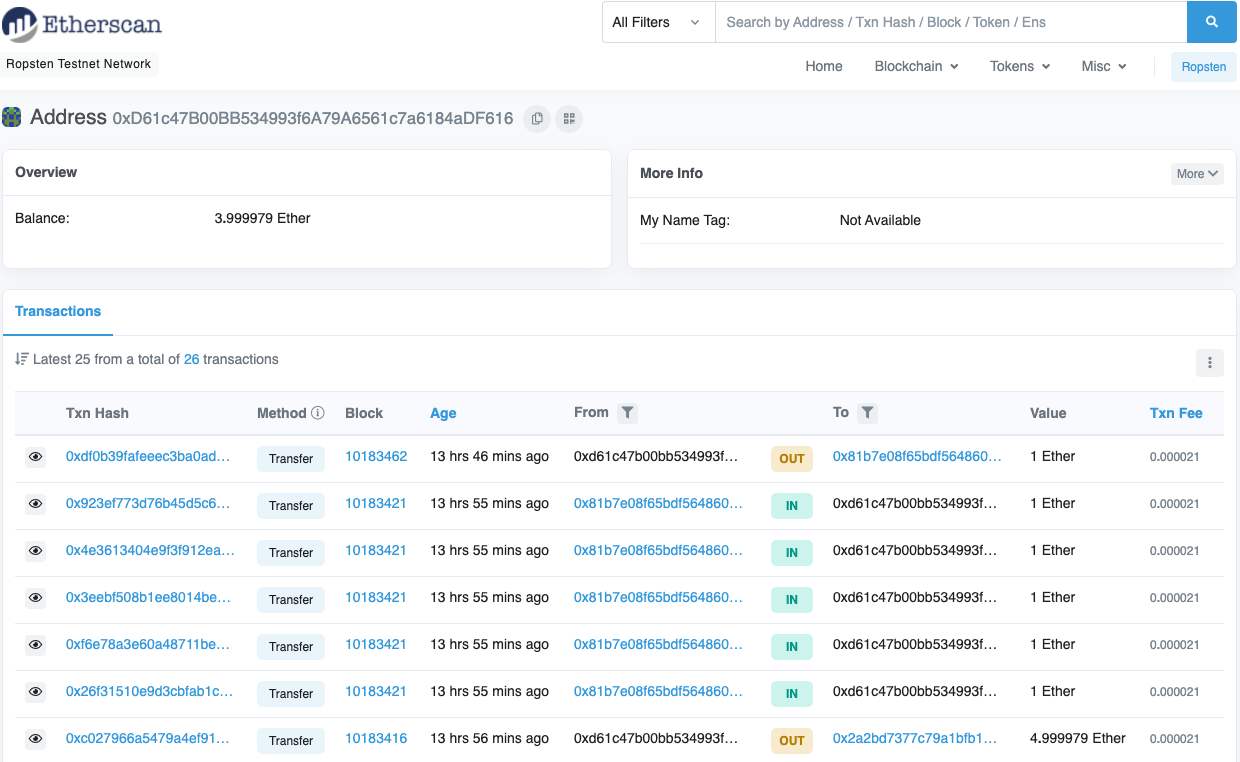 Etherscan
All Filters Search by Address / Txn Hash / Block / Token / Ens
Ropsten Testnet Network
Home Blockchain Tokens Misc Ropsten
Address 0xD61c47B00BB534993f6A79A6561c7a6184aDF616
Overview
Balance: 3.999979 Ether
More Info More
My Name Tag: Not Available
Transactions
Latest 25 from a total of 26 transactions
Txn Hash Method Block Age From To Value Txn Fee
0xdf0b39fafeeec3ba0ad... Transfer 10183462 13 hrs 46 mins ago 0xd61c47b00bb534993f... OUT 0x81b7e08f65bdf564860... 1 Ether 0.000021
0x923ef773d76b45d5c6... Transfer 10183421 13 hrs 55 mins ago 0x81b7e08f65bdf564860... IN 0xd61c47b00bb534993f... 1 Ether 0.000021
0x4e3613404e9f3f912ea... Transfer 10183421 13 hrs 55 mins ago 0x81b7e08f65bdf564860... IN 0xd61c47b00bb534993f... 1 Ether 0.000021
0x3eebf508b1ee8014be... Transfer 10183421 13 hrs 55 mins ago 0x81b7e08f65bdf564860... IN 0xd61c47b00bb534993f... 1 Ether 0.000021
0xf6e78a3e60a48711be... Transfer 10183421 13 hrs 55 mins ago 0x81b7e08f65bdf564860... IN 0xd61c47b00bb534993f... 1 Ether 0.000021
0x26f31510e9d3cbfab1c... Transfer 10183421 13 hrs 55 mins ago 0x81b7e08f65bdf564860... IN 0xd61c47b00bb534993f... 1 Ether 0.000021
0xc027966a5479a4ef91... Transfer 10183416 13 hrs 56 mins ago 0xd61c47b00bb534993f... OUT 0x2a2bd7377c79a1bfb1... 4.999979 Ether 0.000021